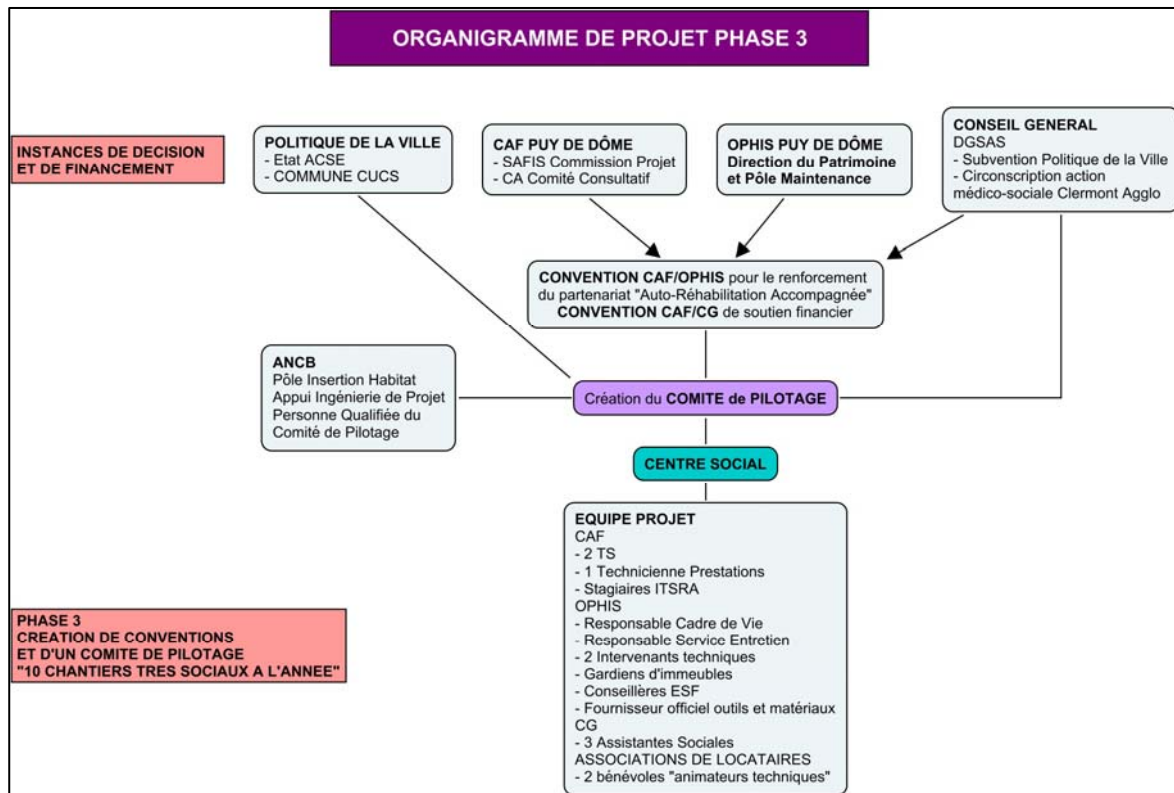 ORGANIGRAMME DE PROJET PHASE 3
INSTANCES DE DECISION
ET DE FINANCEMENT
POLITIQUE DE LA VILLE
- Etat ACSE
- COMMUNE CUCS
CAF PUY DE DÔME
- SAFIS Commission Projet
- CA Comité Consultatif
OPHIS PUY DE DÔME
Direction du Patrimoine
et Pôle Maintenance
CONSEIL GENERAL
DGSAS
- Subvention Politique de la Ville
- Circonscription action
médico-sociale Clermont Agglo
CONVENTION CAF/OPHIS pour le renforcement
du partenariat "Auto-Réhabilitation Accompagnée"
CONVENTION CAF/CG de soutien financier
ANCB
Pôle Insertion Habitat
Appui Ingénierie de Projet
Personne Qualifiée du
Comité de Pilotage
Création du COMITE de PILOTAGE
CENTRE SOCIAL
EQUIPE PROJET
CAF
- 2 TS
- 1 Technicienne Prestations
- Stagiaires ITSRA
OPHIS
- Responsable Cadre de Vie
- Responsable Service Entretien
- 2 Intervenants techniques
- Gardiens d'immeubles
- Conseillères ESF
- Fournisseur officiel outils et matériaux
CG
- 3 Assistantes Sociales
ASSOCIATIONS DE LOCATAIRES
- 2 bénévoles "animateurs techniques"
PHASE 3
CREATION DE CONVENTIONS
ET D'UN COMITE DE PILOTAGE
"10 CHANTIERS TRES SOCIAUX A L'ANNEE"